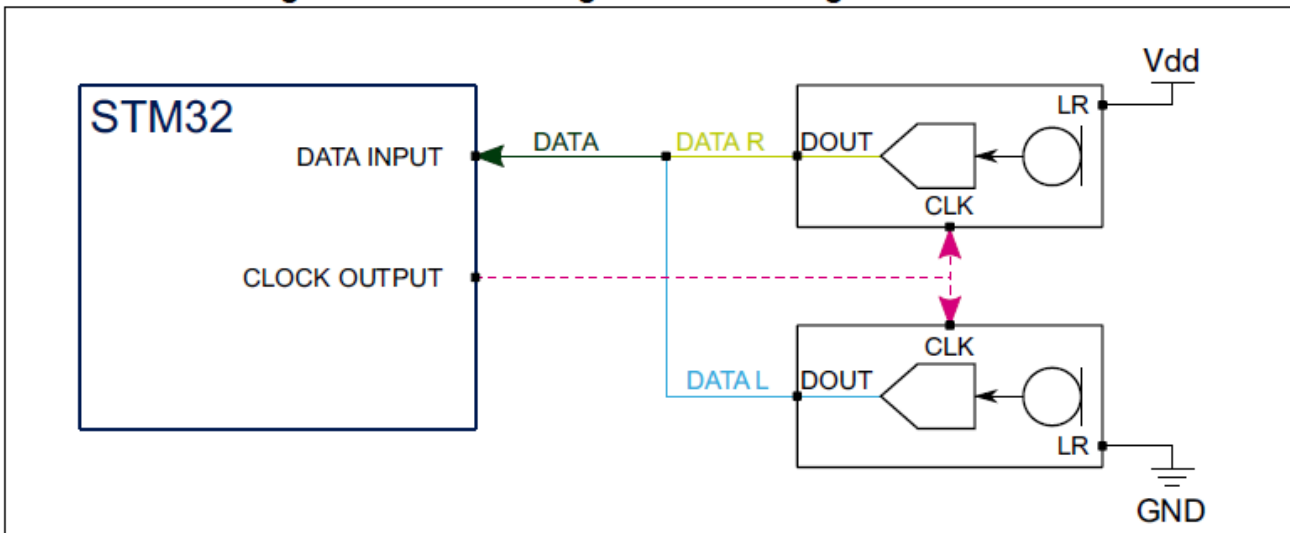 Vdd
LR
STM32
DATA INPUT
DATA
DATA R
DOUT
CLK
CLOCK OUTPUT
CLK
DATA L
DOUT
LR
GND